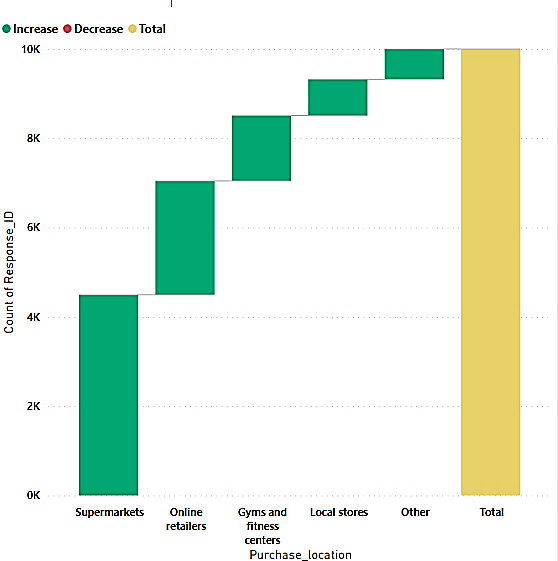 Increase Decrease Total
10K
8K
6K
4K
2K
0K
Count of Response_ID
Supermarkets
Online
retailers
Gyms and
fitness
centers
Local stores
Other
Total
Purchase_location